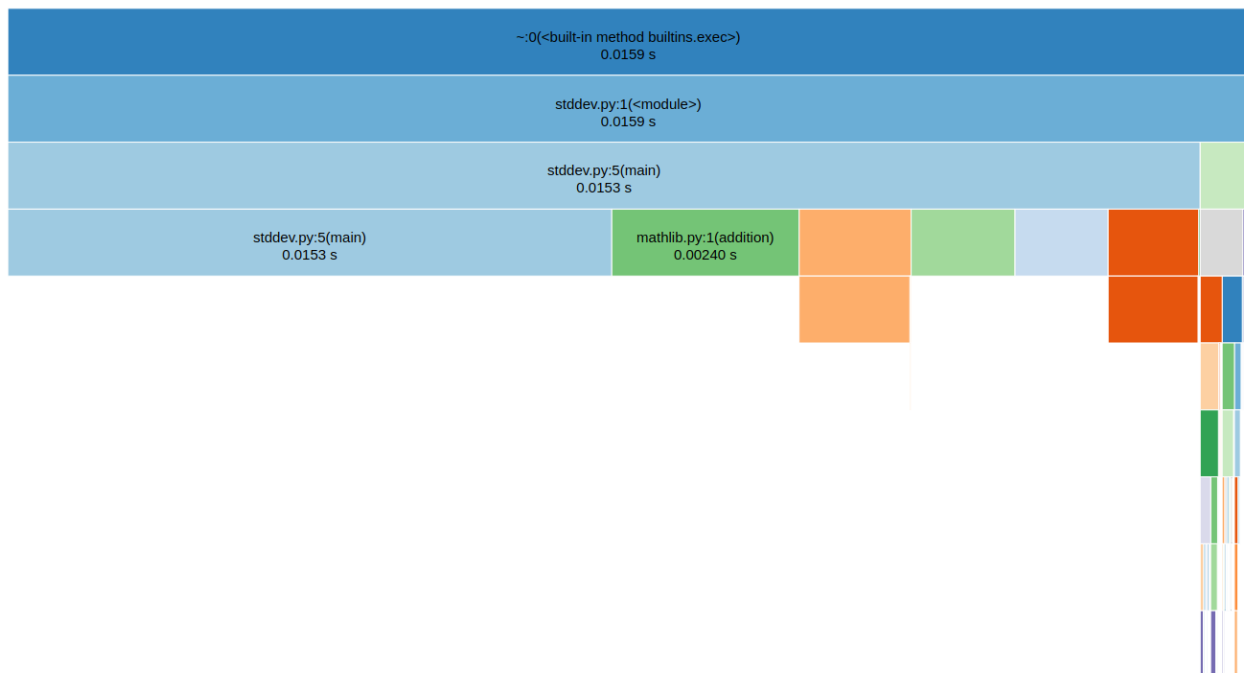 ~:0(<built-in method builtins.exec>)
0.0159 s
stddev.py:1(<module>)
0.0159 s
stddev.py:5(main)
0.0153 s
stddev.py:5(main)
0.0153 s
mathlib.py:1(addition)
0.00240 s